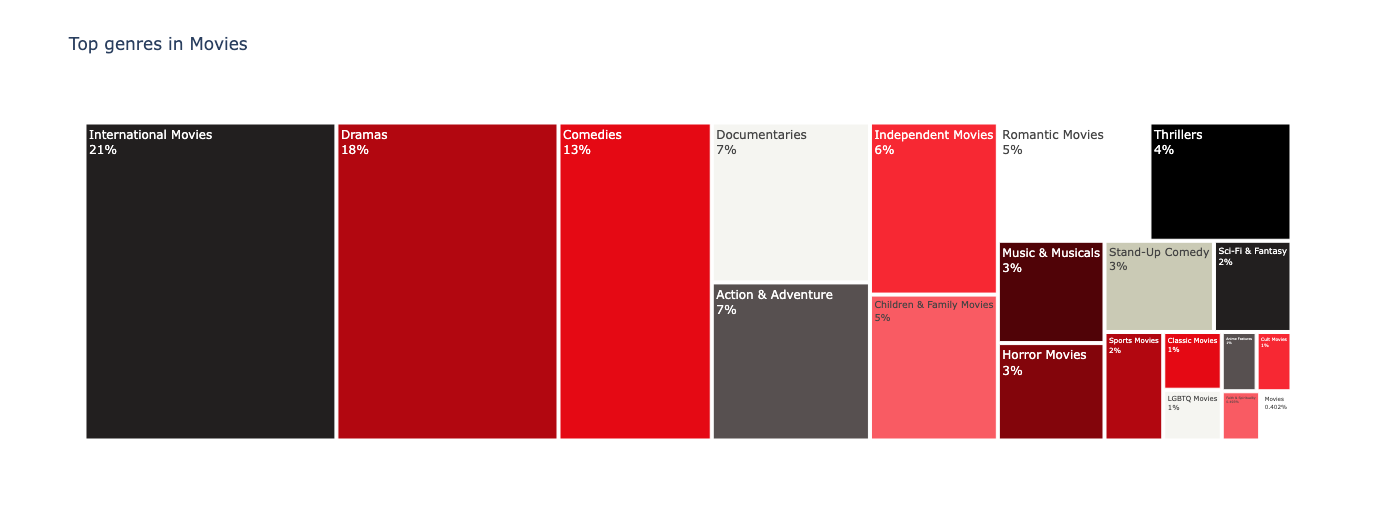 Top genres in Movies
International Movies
21%
Dramas
18%
Comedies
13%
Documentaries
7%
Action & Adventure
7%
Independent Movies
6%
Children & Family Movies
5%
Romantic Movies
5%
Thrillers
4%
Music & Musicals
3%
Horror Movies
3%
Stand-Up Comedy
3%
Sci-Fi & Fantasy
2%
Sports Movies
2%
Classic Movies
1%
LGBTQ Movies
1%
Anime Features
1%
Cult Movies
1%
Movies
0.402%